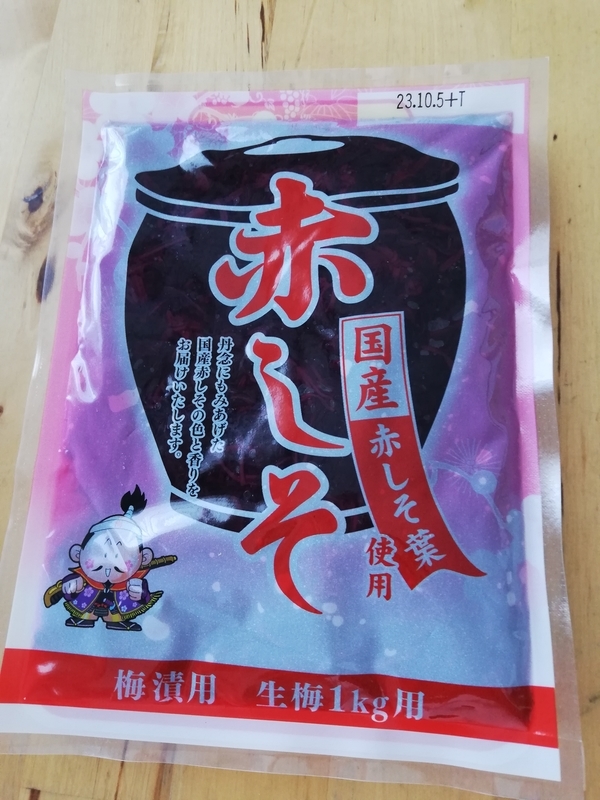 23.10.5+T
赤しそ
国産
赤しそ葉
使用
丹念にもみあげた
国産赤しその色と香りを
お届けいたします。
梅漬用 生梅1kg用